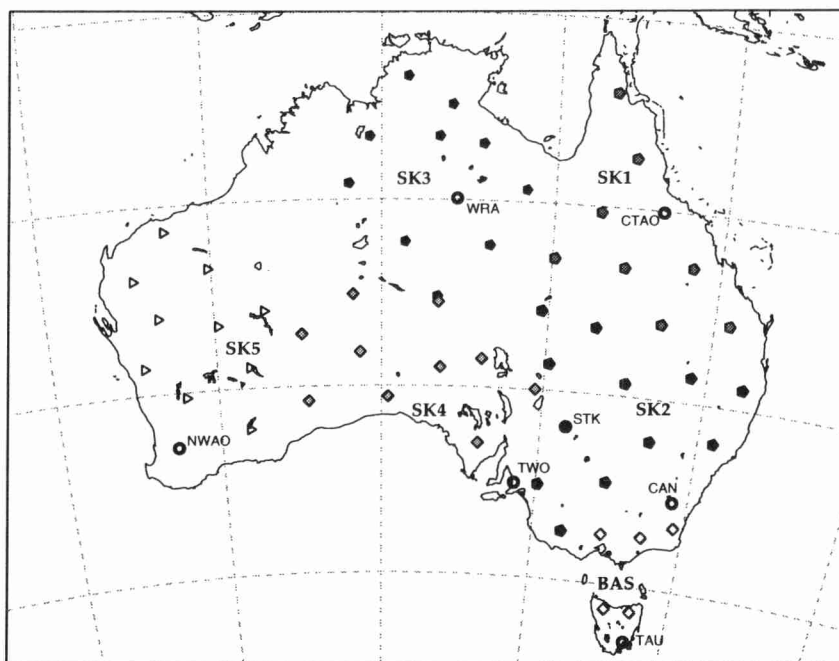 SK3
SK1
WRA
CTAO
SK5
SK4
SK2
STK
NWAO
TWO
CAN
BAS
TAU